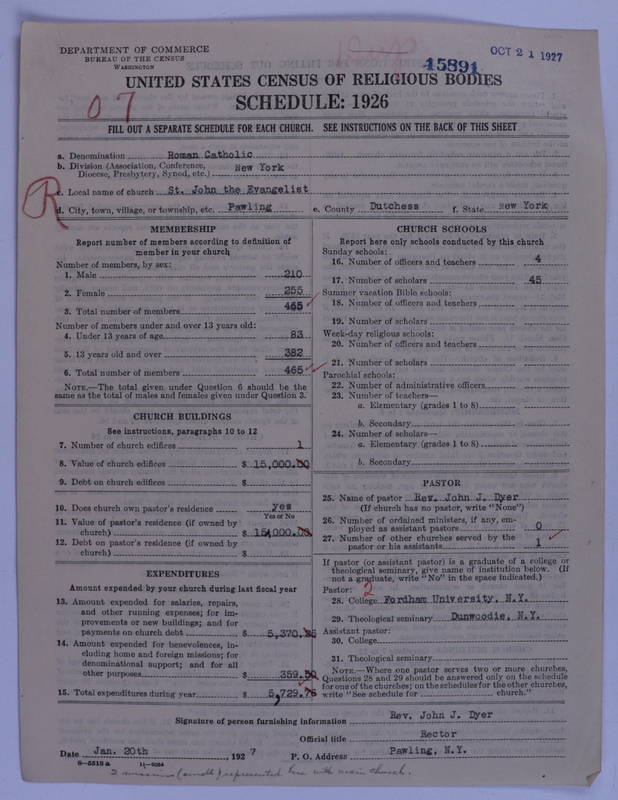 DEPARTMENT OF COMMERCE
BUREAU OF THE CENSUS
WASHINGTON
15891
OCT 21 1927
UNITED STATES CENSUS OF RELIGIOUS BODIES
SCHEDULE: 1926
07
FILL OUT A SEPARATE SCHEDULE FOR EACH CHURCH. SEE INSTRUCTIONS ON THE BACK OF THIS SHEET
R
a. Denomination Roman Catholic
b. Division (Association, Conference, Diocese, Presbytery, Synod, etc.) New York
c. Local name of church St. John the Evangelist
d. City, town, village, or township, etc. Pawling e. County Dutchess f. State New York
MEMBERSHIP
Report number of members according to definition of
member in your church
Number of members, by sex:
1. Male 210
2. Female 255
3. Total number of members 465
Number of members under and over 13 years old:
4. Under 13 years of age 83
5. 13 years old and over 382
6. Total number of members 465
NOTE.—The total given under Question 6 should be
same as the total of males and females given under Question 3.
CHURCH BUILDINGS
See instructions, paragraphs 10 to 12
7. Number of church edifices 1
8. Value of church edifices $ 15,000.00
9. Debt on church edifices $
10. Does church own pastor's residence yes
Yes or No
11. Value of pastor's residence (if owned by
church) $ 15,000.00
12. Debt on pastor's residence (if owned by
church) $
EXPENDITURES
Amount expended by your church during last fiscal year
13. Amount expended for salaries, repairs,
and other running expenses; for im-
provements or new buildings; and for
payments on church debt $ 5,370.
14. Amount expended for benevolences, in-
cluding home and foreign missions; for
denominational support; and for all
other purposes $ 359.
15. Total expenditures during year $ 5,729.
CHURCH SCHOOLS
Report here only schools conducted by this church
Sunday schools:
16. Number of officers and teachers 4
17. Number of scholars 45
Summer vacation Bible schools:
18. Number of officers and teachers
19. Number of scholars
Week-day religious schools:
20. Number of officers and teachers
21. Number of scholars
Parochial schools:
22. Number of administrative officers
23. Number of teachers—
a. Elementary (grades 1 to 8)
b. Secondary
24. Number of scholars—
a. Elementary (grades 1 to 8)
b. Secondary
PASTOR
25. Name of pastor Rev. John J. Dyer
(If church has no pastor, write "None")
26. Number of ordained ministers, if any, em-
ployed as assistant pastors 0
27. Number of other churches served by the
pastor or his assistants 1
If pastor (or assistant pastor) is a graduate of a college or
theological seminary, give name of institution below. (If
not a graduate, write "No" in the space indicated.)
Pastor: 2
28. College Fordham University, N.Y.
29. Theological seminary Dunwoodie, N.Y.
Assistant pastor:
30. College
31. Theological seminary
NOTE.—Where one pastor serves two or more churches,
Questions 28 and 29 should be answered only on the schedule
for one of the churches; on the schedules for the other churches,
write "See schedule for church."
Signature of person furnishing information Rev. John J. Dyer
Official title Rector
Date Jan. 20th, 1927 P. O. Address Pawling, N.Y.
8-5518 a 11-9064
2 missions (small) represented here with main church.